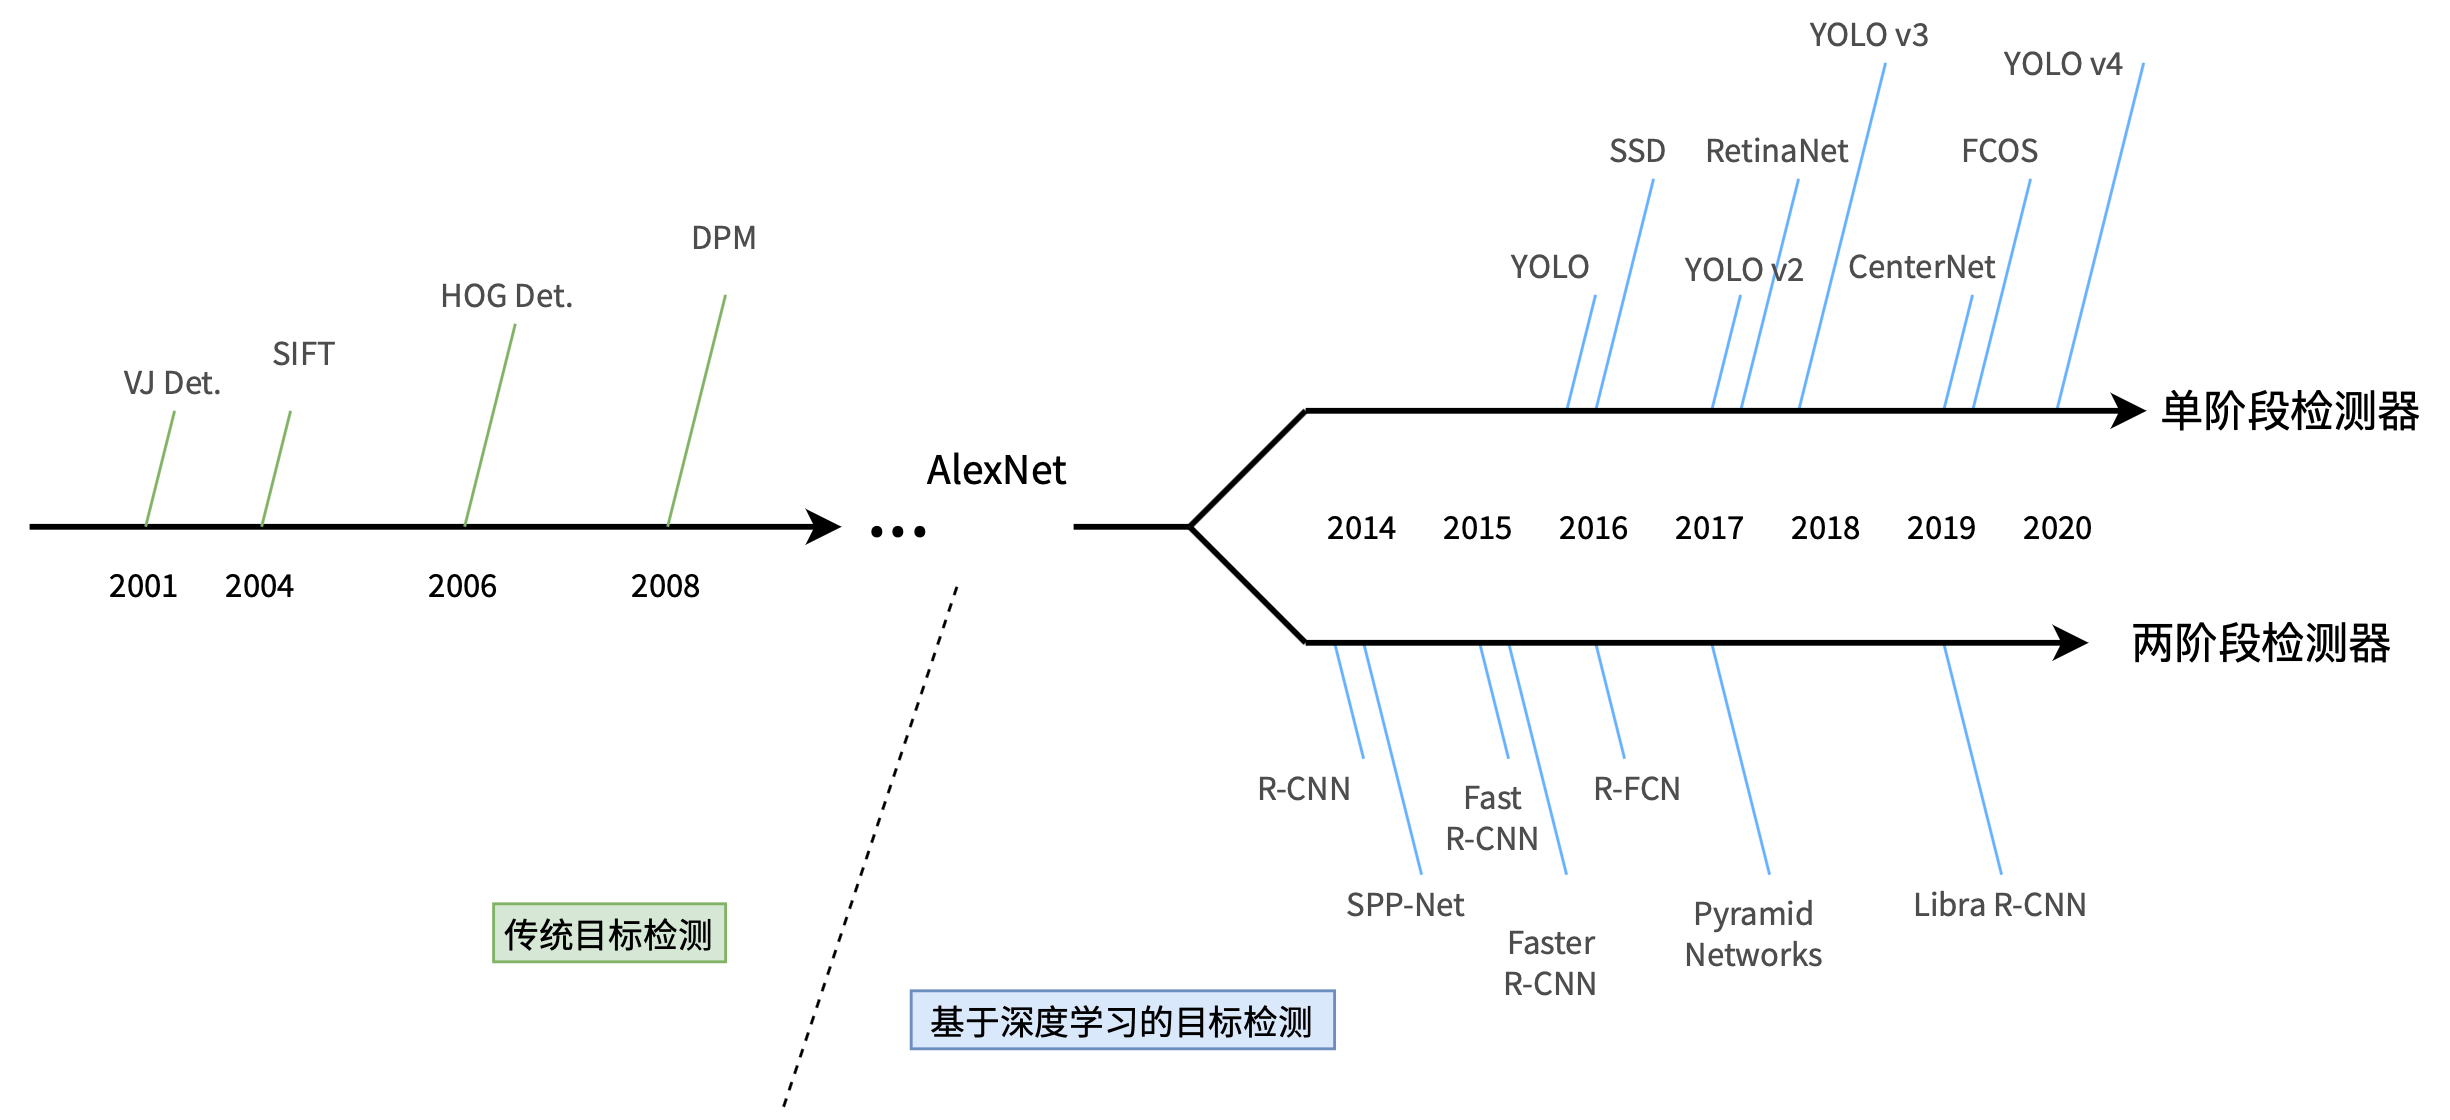 YOLO v3
YOLO v4
SSD
RetinaNet
FCOS
DPM
YOLO
YOLO v2
CenterNet
HOG Det.
SIFT
VJ Det.
单阶段检测器
AlexNet
...
2014
2015
2016
2017
2018
2019
2020
2001
2004
2006
2008
两阶段检测器
R-CNN
Fast
R-CNN
R-FCN
SPP-Net
Faster
R-CNN
Pyramid
Networks
Libra R-CNN
传统目标检测
基于深度学习的目标检测